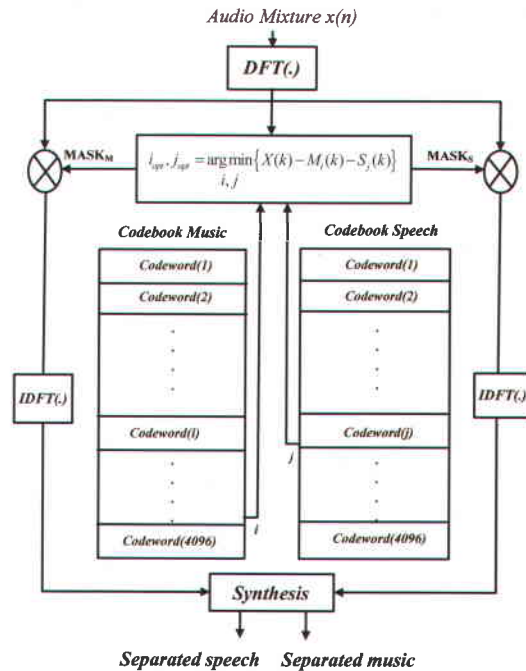 Audio Mixture x(n)
DFT(.)
MASK_M
i_opt, j_opt = arg min{X(k) − M_i(k) − S_j(k)}
i, j
MASK_S
Codebook Music
Codebook Speech
Codeword(1)
Codeword(1)
Codeword(2)
Codeword(2)
IDFT(.)
IDFT(.)
Codeword(i)
Codeword(j)
j
i
Codeword(4096)
Codeword(4096)
Synthesis
Separated speech
Separated music